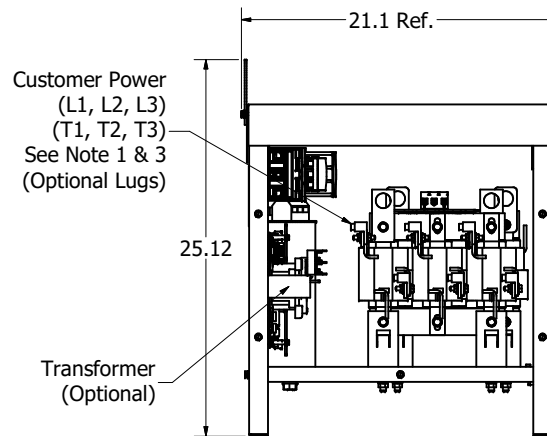 21.1 Ref.
Customer Power
(L1, L2, L3)
(T1, T2, T3)
See Note 1 & 3
(Optional Lugs)
25.12
Transformer
(Optional)